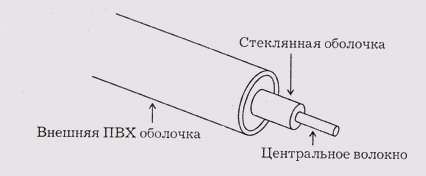 Стеклянная оболочка
Внешняя ПВХ оболочка
Центральное волокно